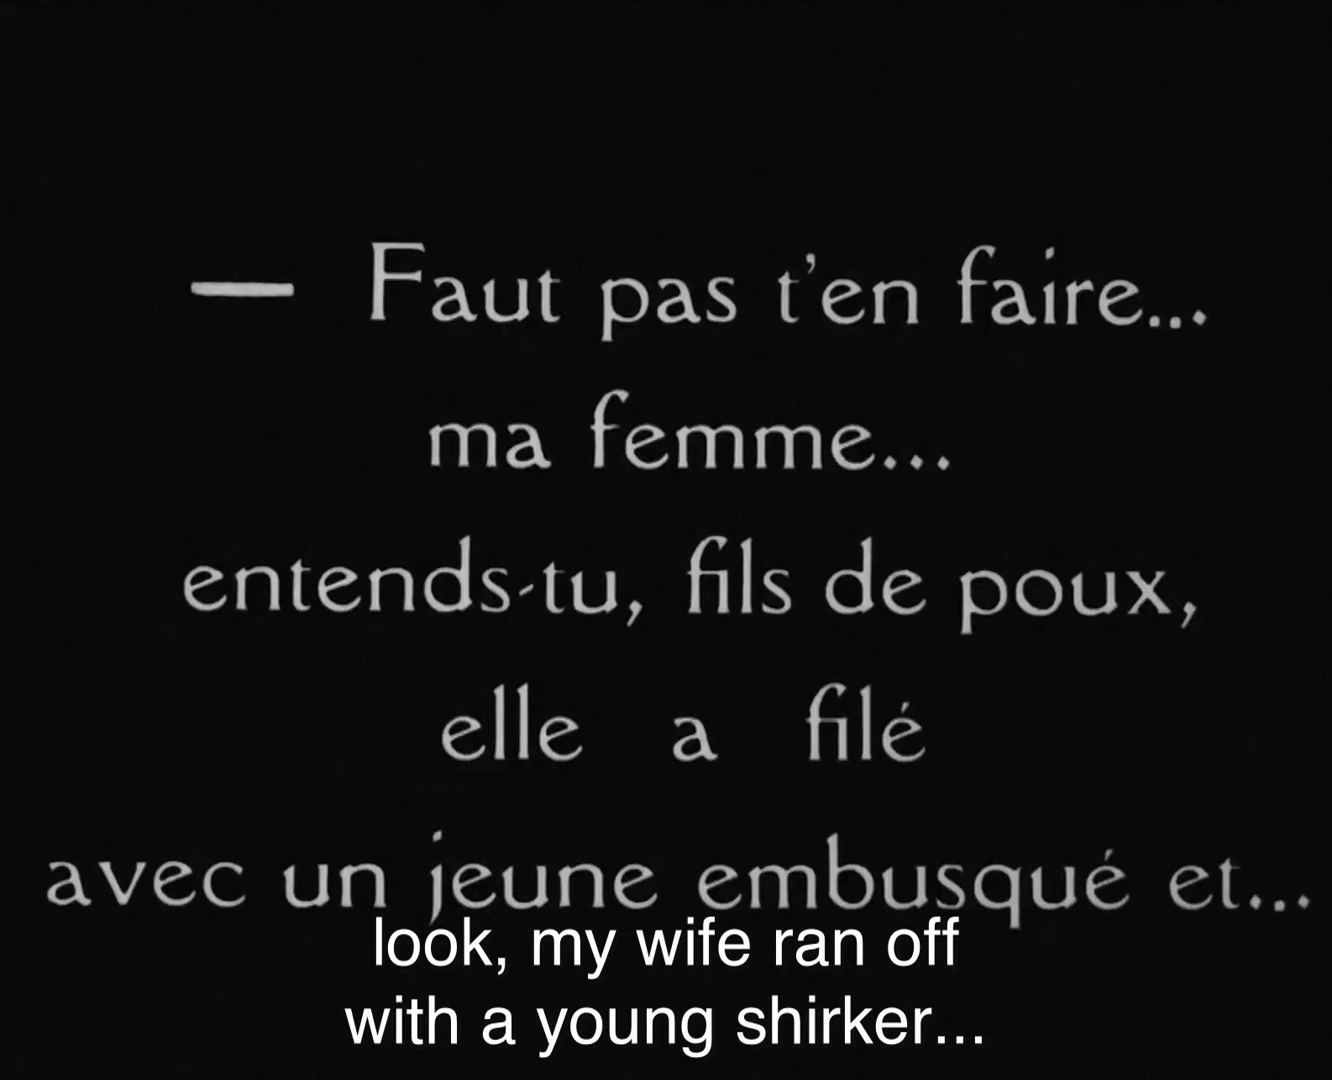 — Faut pas t'en faire...
ma femme...
entends-tu, fils de poux,
elle a filé
avec un jeune embusqué et...
look, my wife ran off
with a young shirker...